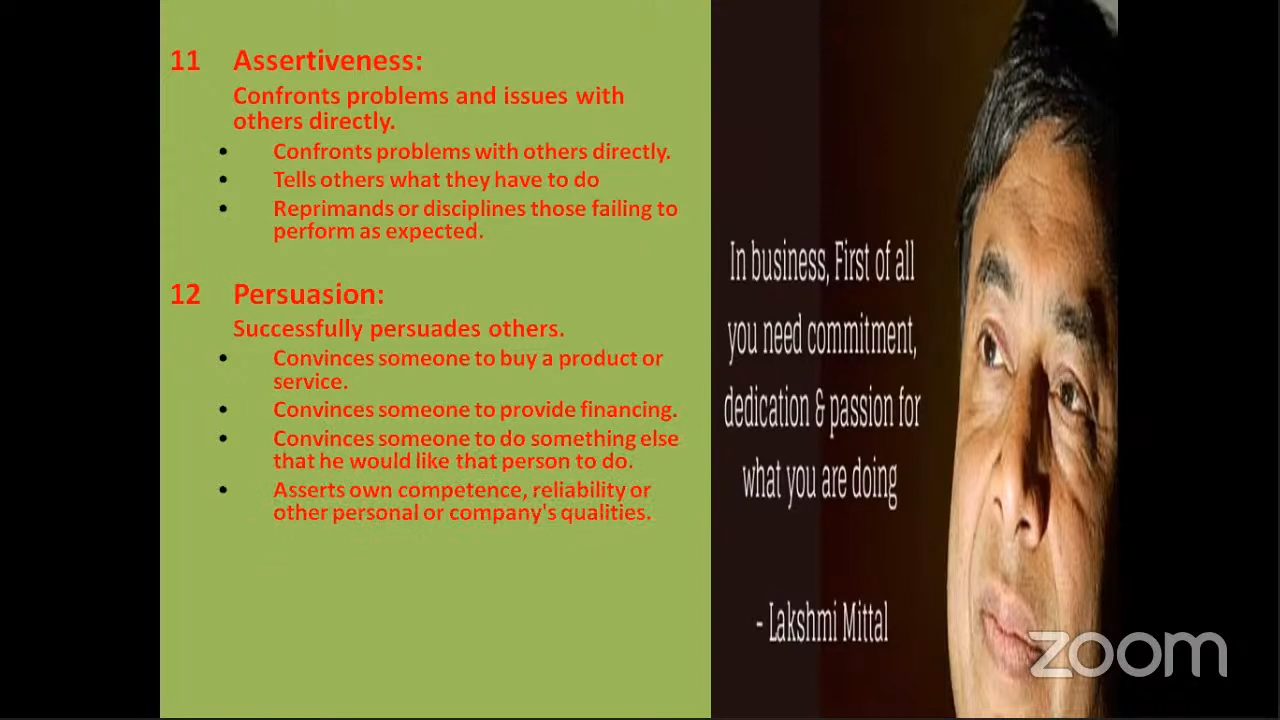 11 Assertiveness:
Confronts problems and issues with
others directly.
• Confronts problems with others directly.
• Tells others what they have to do
• Reprimands or disciplines those failing to
perform as expected.
12 Persuasion:
Successfully persuades others.
• Convinces someone to buy a product or
service.
• Convinces someone to provide financing.
• Convinces someone to do something else
that he would like that person to do.
• Asserts own competence, reliability or
other personal or company's qualities.
In business, First of all
you need commitment,
dedication & passion for
what you are doing
- Lakshmi Mittal
zoom